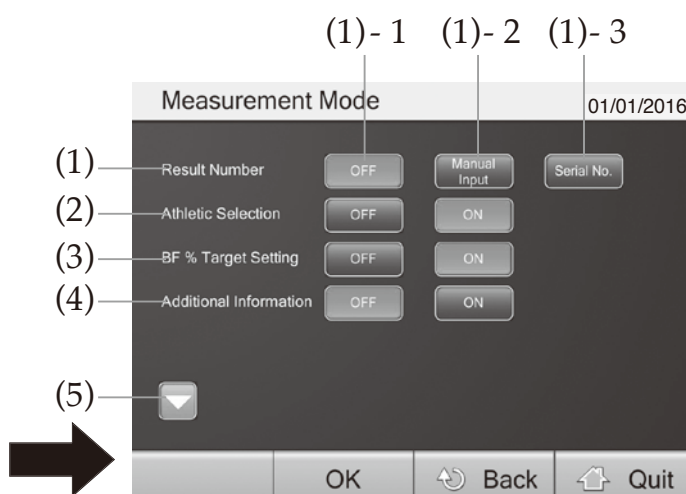 (1)- 1 (1)- 2 (1)- 3
Measurement Mode 01/01/2016
(1) Result Number OFF Manual Input Serial No.
(2) Athletic Selection OFF ON
(3) BF % Target Setting OFF ON
(4) Additional Information OFF ON
(5)
OK Back Quit